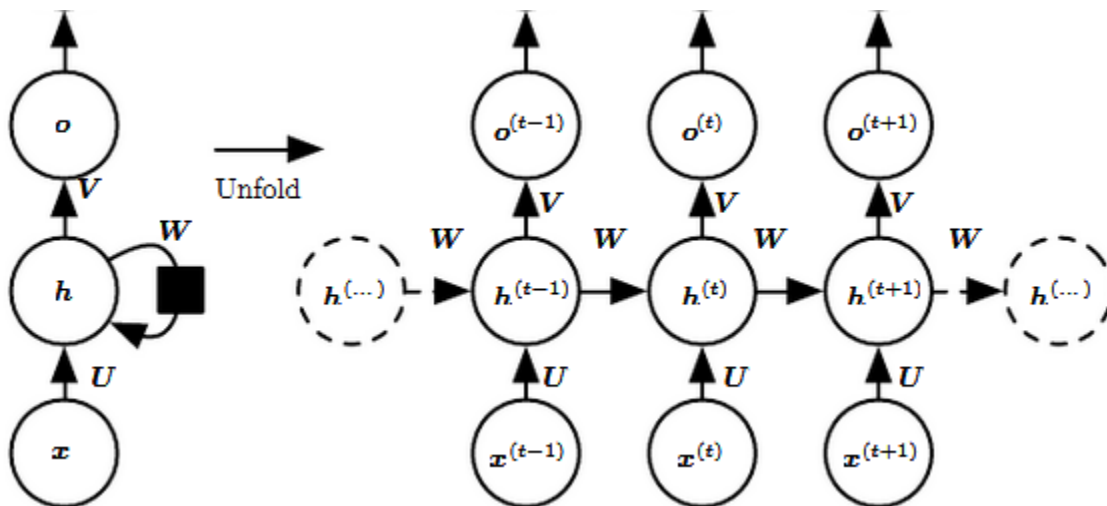 o o^(t−1) o^(t) o^(t+1)
Unfold
V V V V
W W W W W
h h^(...) h^(t−1) h^(t) h^(t+1) h^(...)
U U U U
x x^(t−1) x^(t) x^(t+1)